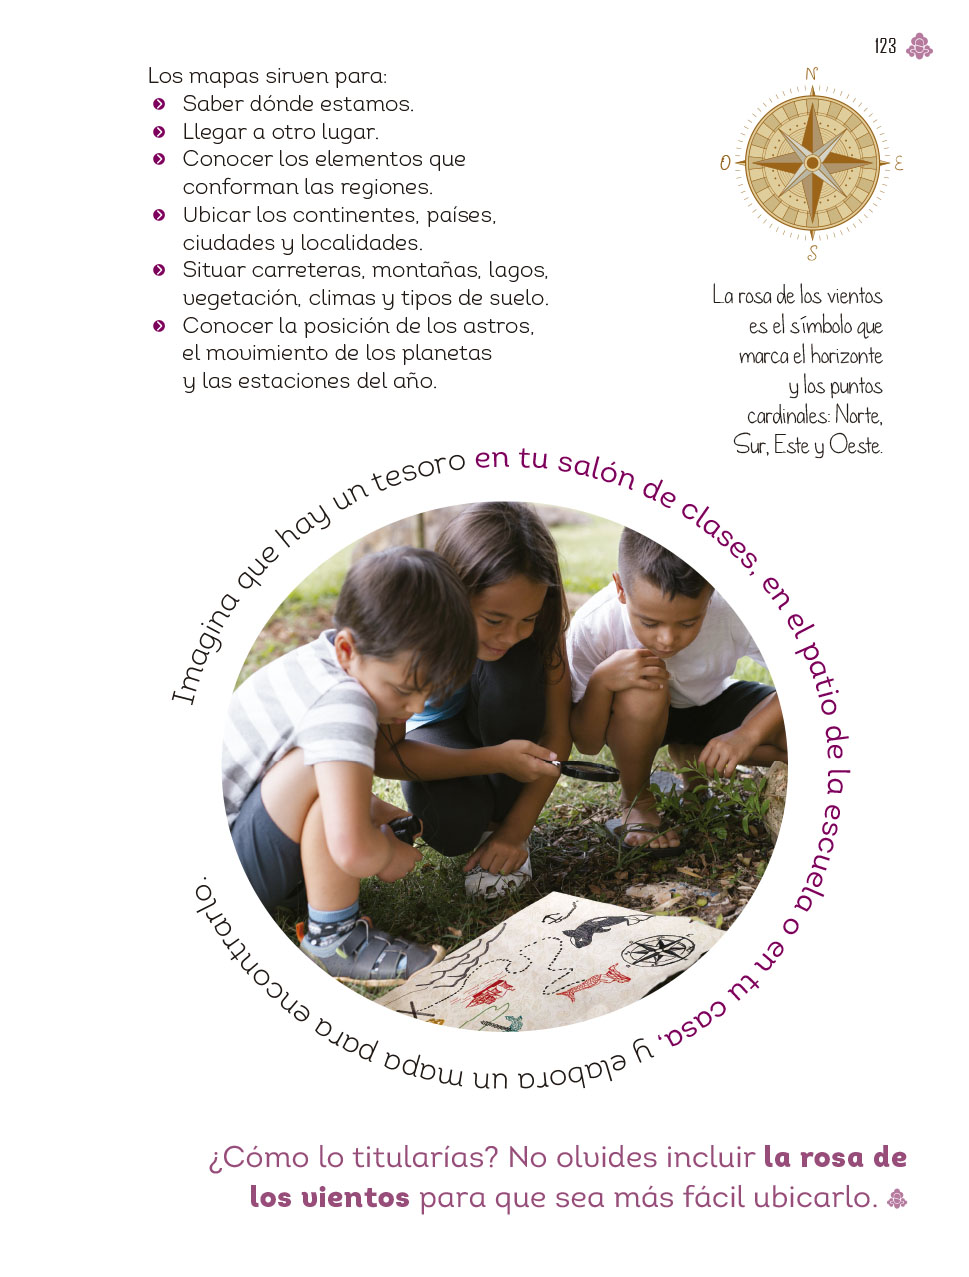 123
Los mapas sirven para:
Saber dónde estamos.
Llegar a otro lugar.
Conocer los elementos que
conforman las regiones.
Ubicar los continentes, países,
ciudades y localidades.
Situar carreteras, montañas, lagos,
vegetación, climas y tipos de suelo.
Conocer la posición de los astros,
el movimiento de los planetas
y las estaciones del año.
N
O
E
S
La rosa de los vientos
es el símbolo que
marca el horizonte
y los puntos
cardinales: Norte,
Sur, Este y Oeste.
Imagina que hay un tesoro en tu salón de clases, en el patio de la escuela o en tu casa, y elabora un mapa para encontrarlo.
¿Cómo lo titularías? No olvides incluir la rosa de
los vientos para que sea más fácil ubicarlo.